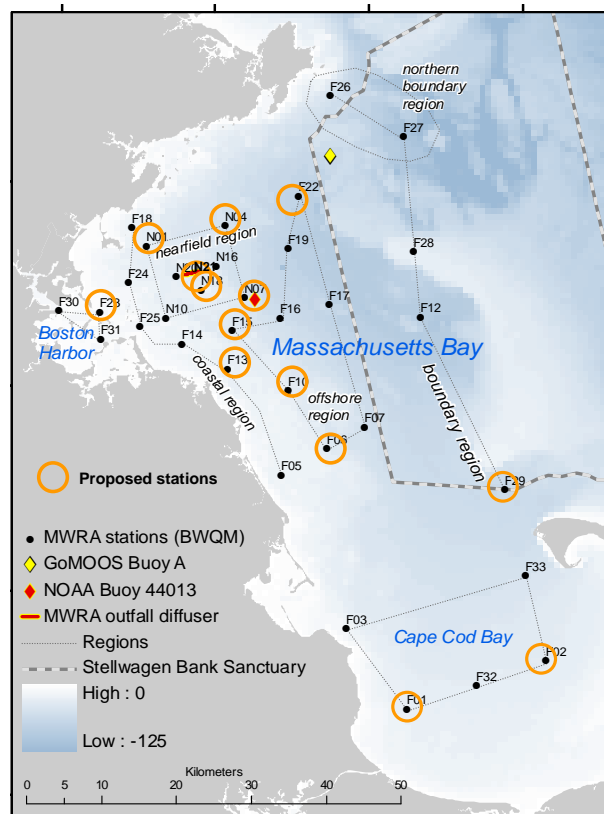 F26
northern
boundary
region
F27
F22
F18
N04
N01
nearfield region
F19
F28
N16
N20
N21
N18
F24
N07
F17
F30
F23
F12
N10
F15
F16
F25
Boston
Harbor
F31
F14
Massachusetts Bay
F13
coastal region
F10
offshore
region
boundary region
F07
F06
F05
Proposed stations
F29
MWRA stations (BWQM)
GoMOOS Buoy A
NOAA Buoy 44013
MWRA outfall diffuser
Regions
Stellwagen Bank Sanctuary
High : 0
Low : -125
F33
F03
Cape Cod Bay
F02
F32
F01
Kilometers
0 10 20 30 40 50